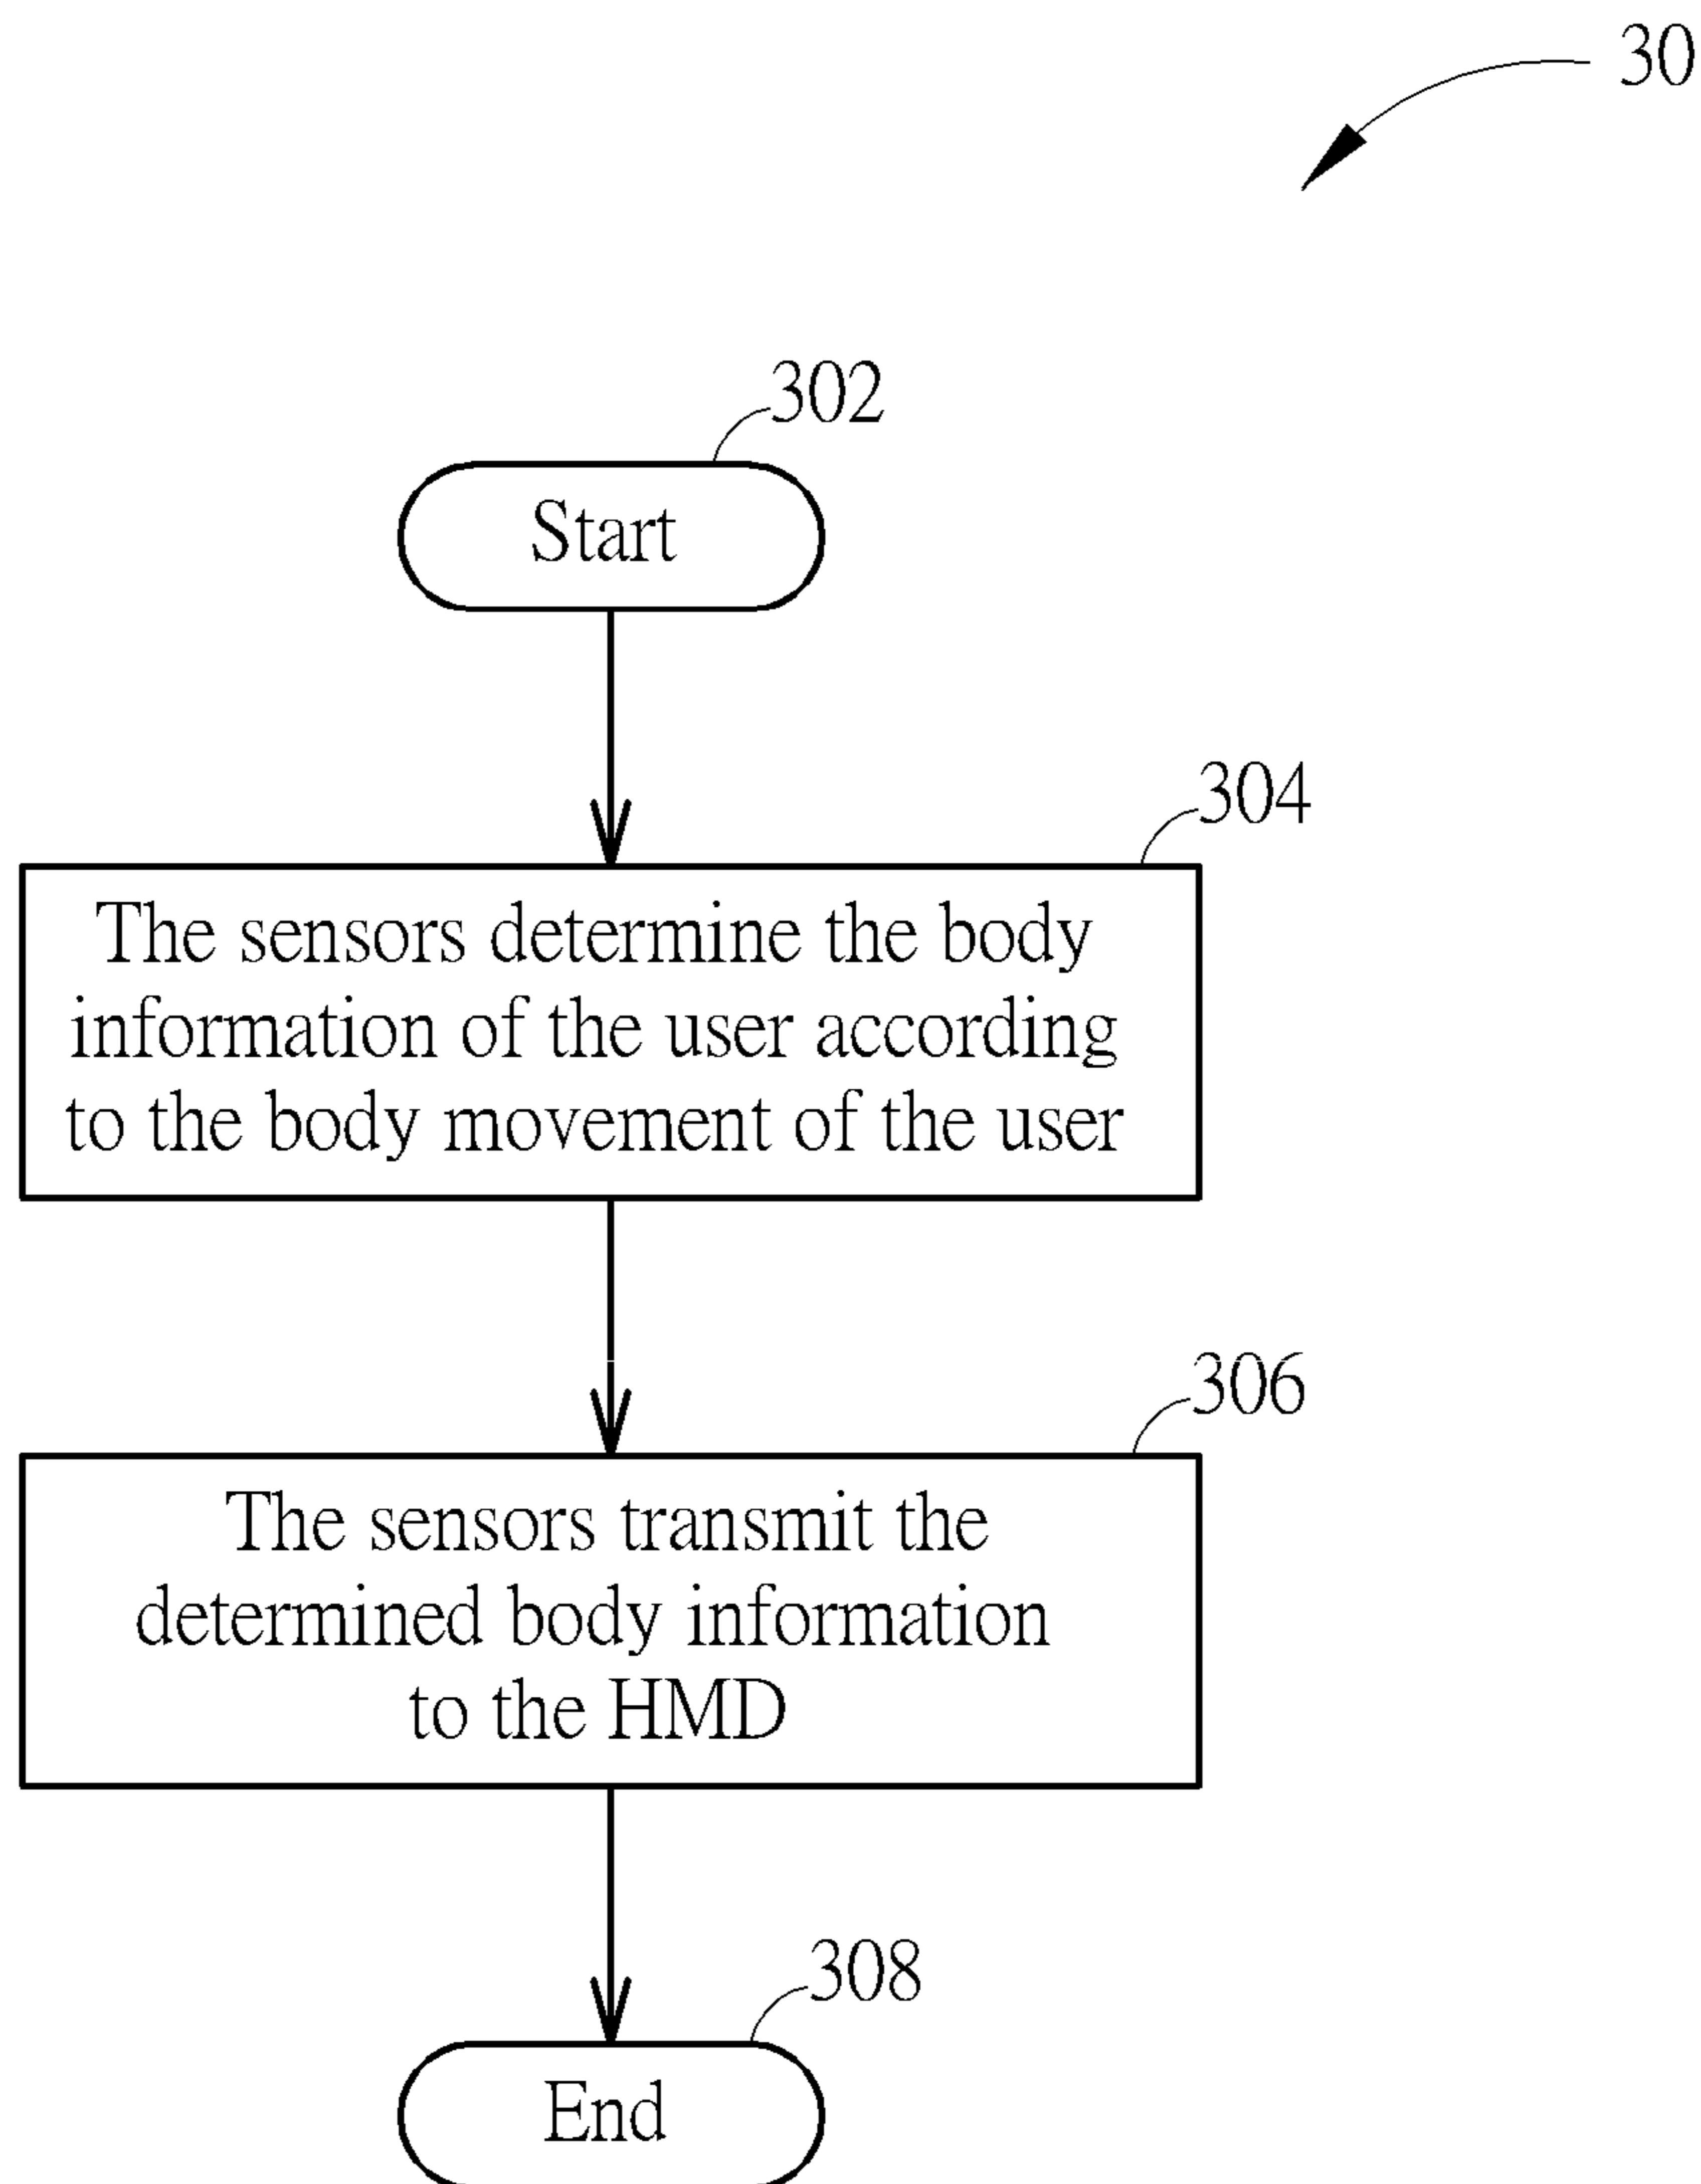 30
302
Start
304
The sensors determine the body
information of the user according
to the body movement of the user
306
The sensors transmit the
determined body information
to the HMD
308
End